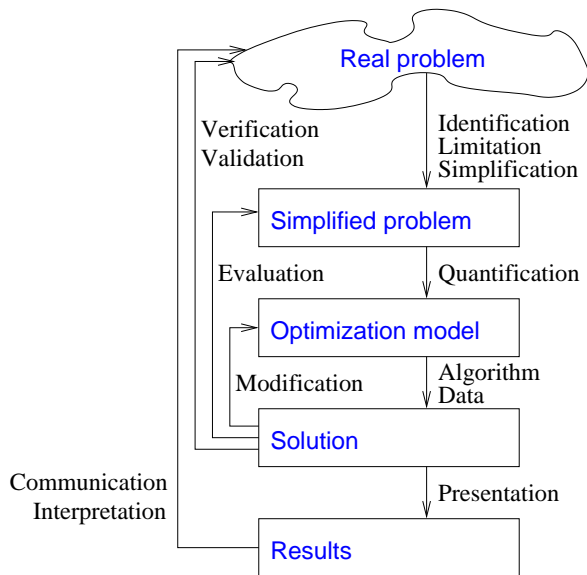 Real problem
Verification
Validation
Identification
Limitation
Simplification
Simplified problem
Evaluation
Quantification
Optimization model
Modification
Algorithm
Data
Solution
Communication
Interpretation
Presentation
Results